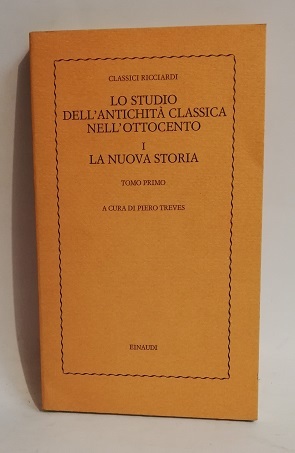 CLASSICI RICCIARDI
LO STUDIO
DELL'ANTICHITÀ CLASSICA
NELL'OTTOCENTO
I
LA NUOVA STORIA
TOMO PRIMO
A CURA DI PIERO TREVES
EINAUDI